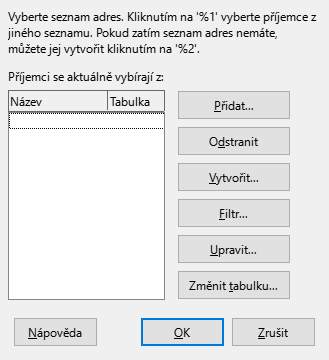 Vyberte seznam adres. Kliknutím na '%1' vyberte příjemce z
jiného seznamu. Pokud zatím seznam adres nemáte,
můžete jej vytvořit kliknutím na '%2'.
Příjemci se aktuálně vybírají z:
Název Tabulka
Přidat...
Odstranit
Vytvořit...
Filtr...
Upravit...
Změnit tabulku...
Nápověda OK Zrušit